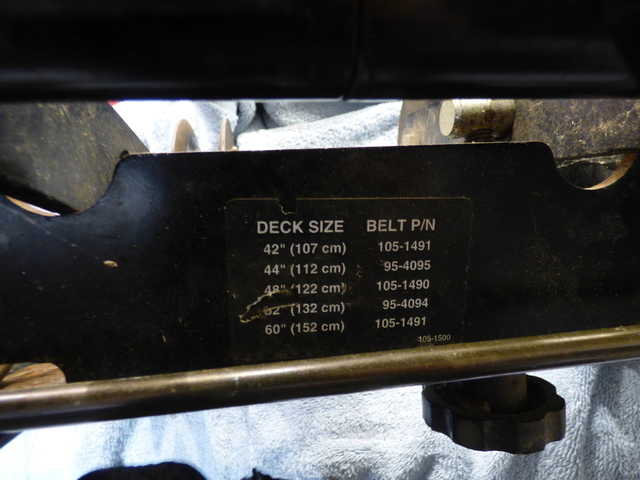 DECK SIZE BELT P/N
42" (107 cm) 105-1491
44" (112 cm) 95-4095
48" (122 cm) 105-1490
52" (132 cm) 95-4094
60" (152 cm) 105-1491
105-1500